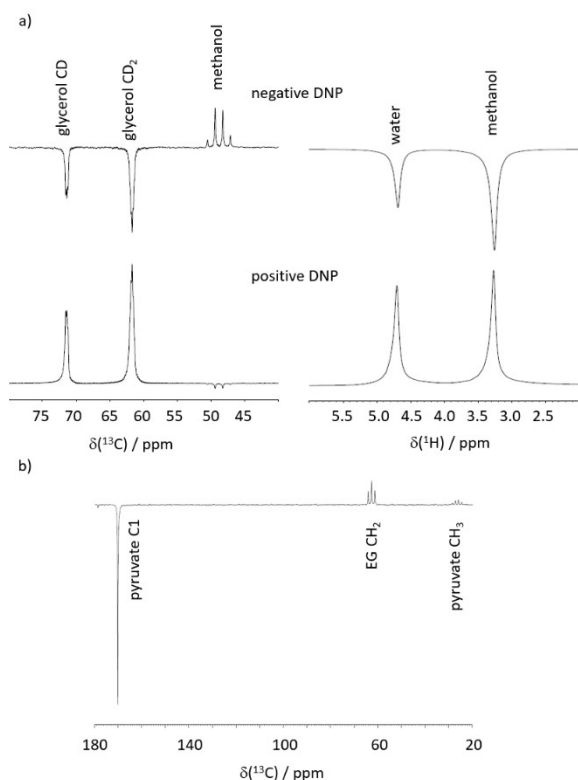 a)
glycerol CD
glycerol CD₂
methanol
negative DNP
water
methanol
positive DNP
75 70 65 60 55 50 45
5.5 5.0 4.5 4.0 3.5 3.0 2.5
δ(¹³C) / ppm
δ(¹H) / ppm
b)
pyruvate C1
EG CH₂
pyruvate CH₃
180 140 100 60 20
δ(¹³C) / ppm